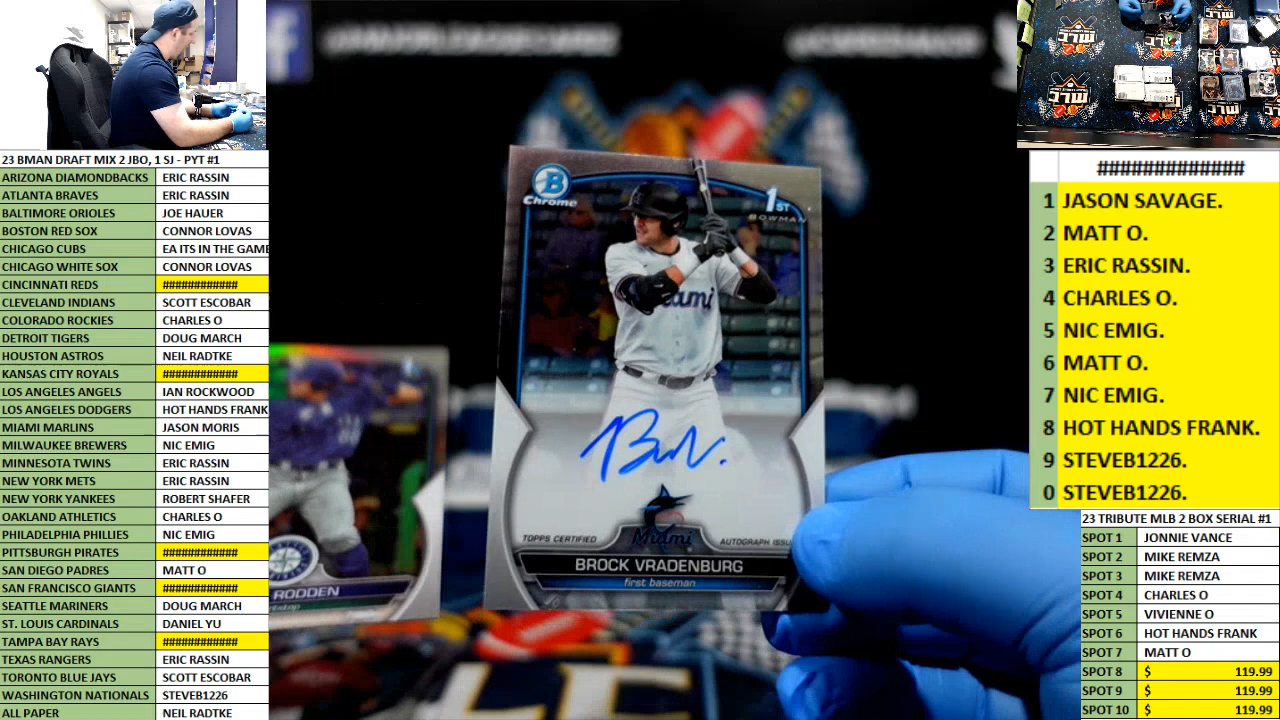 23 BMAN DRAFT MIX 2 JBO, 1 SJ - PYT #1
ARIZONA DIAMONDBACKS ERIC RASSIN
ATLANTA BRAVES ERIC RASSIN
BALTIMORE ORIOLES JOE HAUER
BOSTON RED SOX CONNOR LOVAS
CHICAGO CUBS EA ITS IN THE GAME
CHICAGO WHITE SOX CONNOR LOVAS
CINCINNATI REDS ############
CLEVELAND INDIANS SCOTT ESCOBAR
COLORADO ROCKIES CHARLES O
DETROIT TIGERS DOUG MARCH
HOUSTON ASTROS NEIL RADTKE
KANSAS CITY ROYALS ############
LOS ANGELES ANGELS IAN ROCKWOOD
LOS ANGELES DODGERS HOT HANDS FRANK
MIAMI MARLINS JASON MORIS
MILWAUKEE BREWERS NIC EMIG
MINNESOTA TWINS ERIC RASSIN
NEW YORK METS ERIC RASSIN
NEW YORK YANKEES ROBERT SHAFER
OAKLAND ATHLETICS CHARLES O
PHILADELPHIA PHILLIES NIC EMIG
PITTSBURGH PIRATES ############
SAN DIEGO PADRES MATT O
SAN FRANCISCO GIANTS ############
SEATTLE MARINERS DOUG MARCH
ST. LOUIS CARDINALS DANIEL YU
TAMPA BAY RAYS ############
TEXAS RANGERS ERIC RASSIN
TORONTO BLUE JAYS SCOTT ESCOBAR
WASHINGTON NATIONALS STEVEB1226
ALL PAPER NEIL RADTKE
B
Chrome
1ST
BOWMAN
Miami
TOPS CERTIFIED
AUTOGRAPH ISSUE
Miami
BROCK VRADENBURG
first baseman
RODDEN
#############
1 JASON SAVAGE.
2 MATT O.
3 ERIC RASSIN.
4 CHARLES O.
5 NIC EMIG.
6 MATT O.
7 NIC EMIG.
8 HOT HANDS FRANK.
9 STEVEB1226.
0 STEVEB1226.
23 TRIBUTE MLB 2 BOX SERIAL #1
SPOT 1 JONNIE VANCE
SPOT 2 MIKE REMZA
SPOT 3 MIKE REMZA
SPOT 4 CHARLES O
SPOT 5 VIVIENNE O
SPOT 6 HOT HANDS FRANK
SPOT 7 MATT O
SPOT 8 $ 119.99
SPOT 9 $ 119.99
SPOT 10 $ 119.99